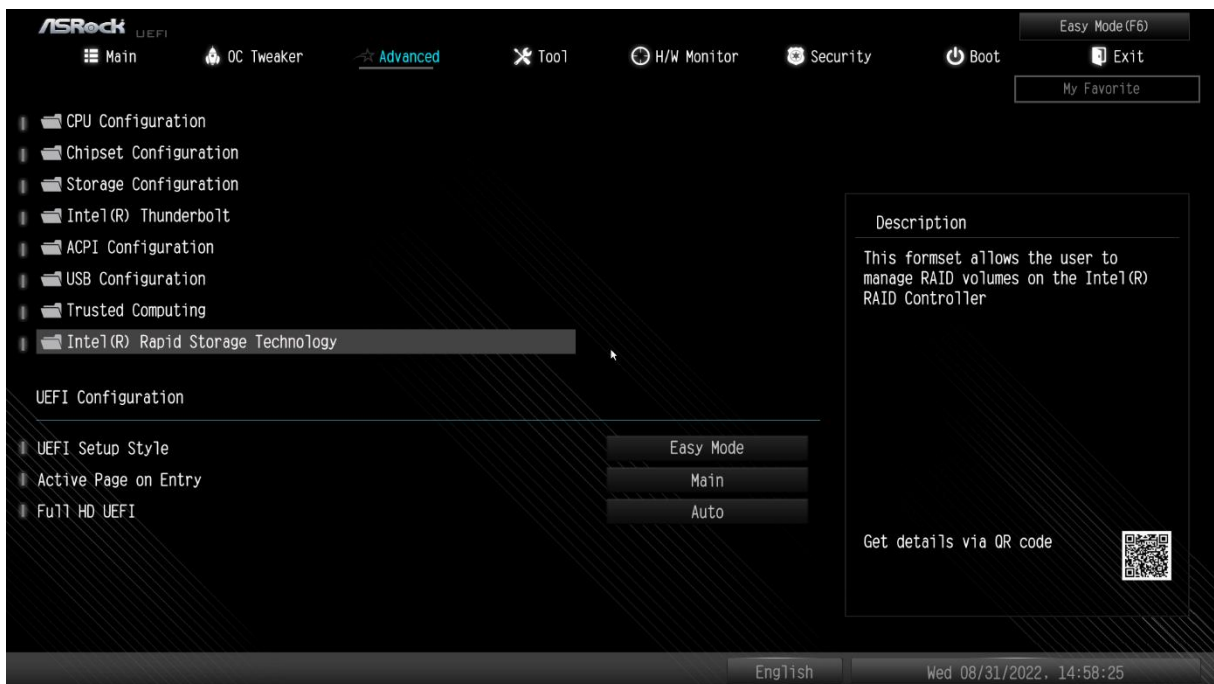 ASRock UEFI
Easy Mode(F6)
Main
OC Tweaker
Advanced
Tool
H/W Monitor
Security
Boot
Exit
My Favorite
CPU Configuration
Chipset Configuration
Storage Configuration
Intel(R) Thunderbolt
ACPI Configuration
USB Configuration
Trusted Computing
Intel(R) Rapid Storage Technology
UEFI Configuration
UEFI Setup Style
Easy Mode
Active Page on Entry
Main
Full HD UEFI
Auto
Description
This formset allows the user to
manage RAID volumes on the Intel(R)
RAID Controller
Get details via QR code
English
Wed 08/31/2022, 14:58:25